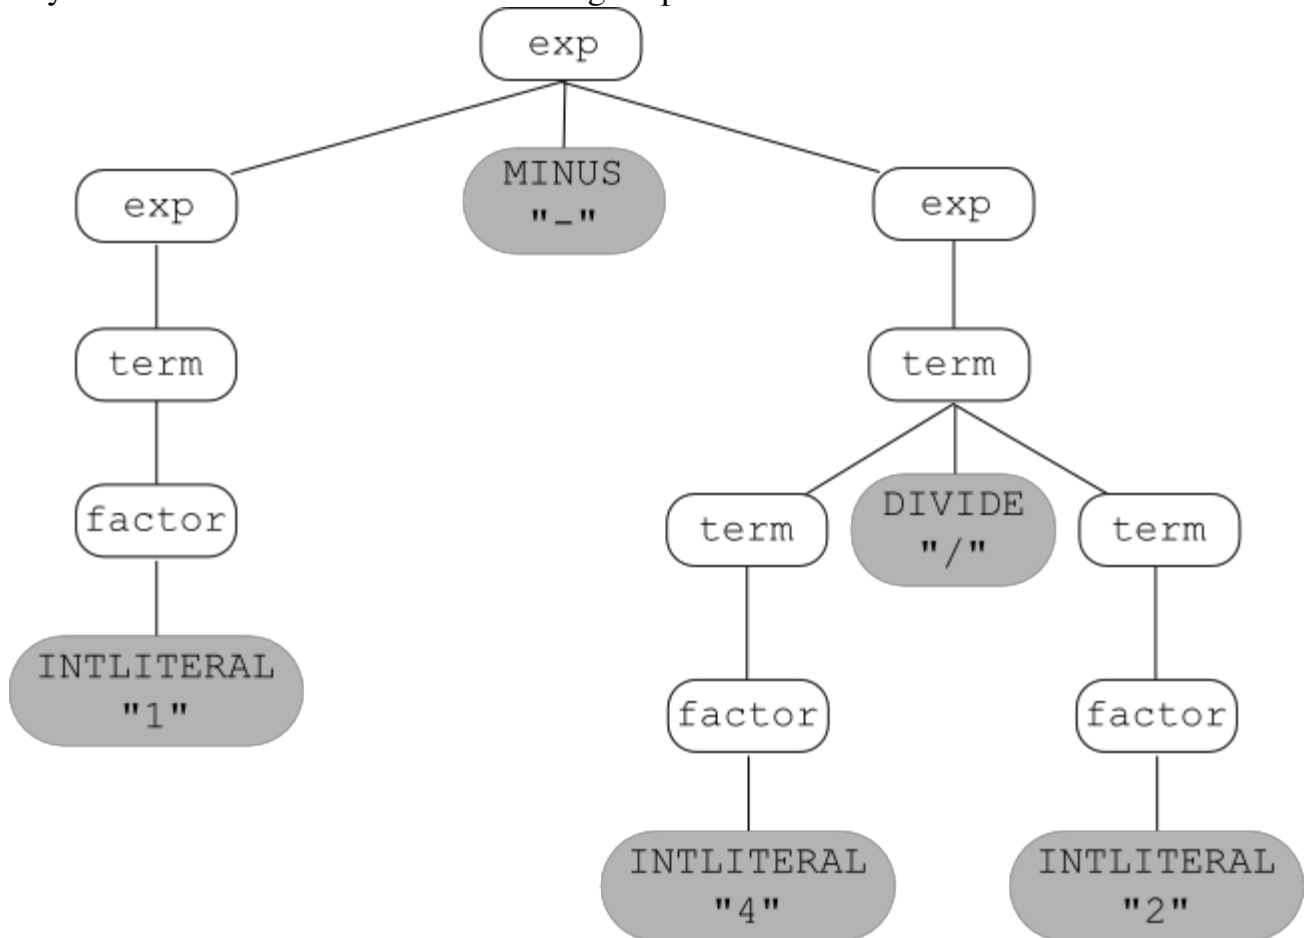 exp
MINUS
"-"
exp
exp
term
term
term
DIVIDE
"/"
term
factor
INTLITERAL
"1"
factor
factor
INTLITERAL
"4"
INTLITERAL
"2"